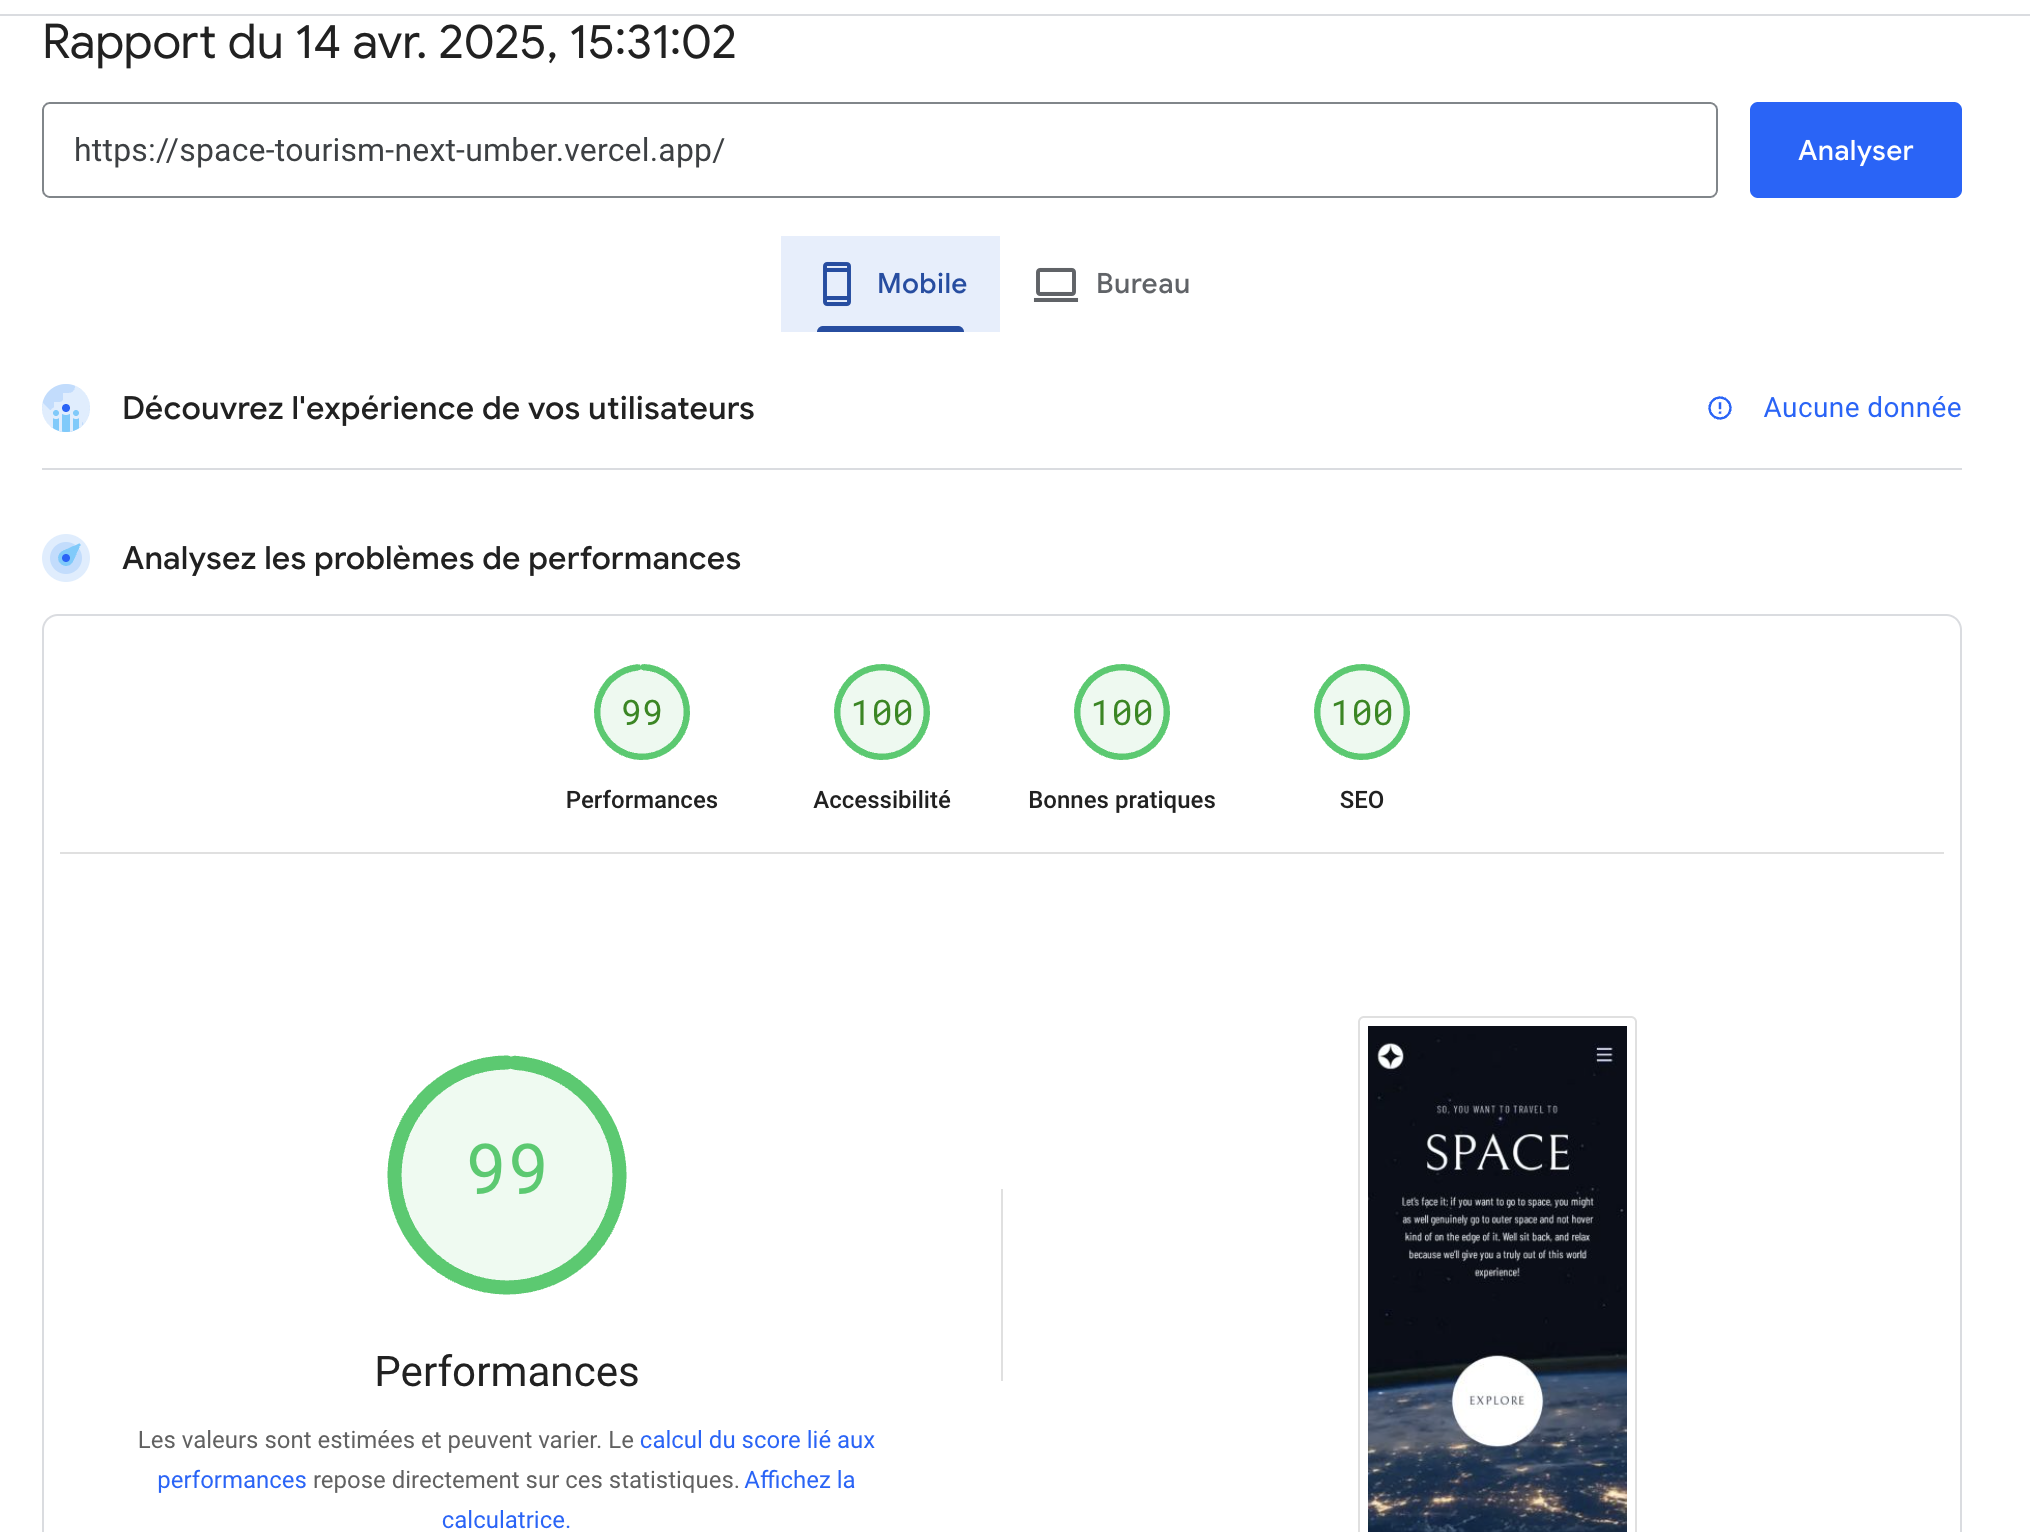 Rapport du 14 avr. 2025, 15:31:02
https://space-tourism-next-umber.vercel.app/
Analyser
Mobile
Bureau
Découvrez l'expérience de vos utilisateurs
Aucune donnée
Analysez les problèmes de performances
99
100
100
100
Performances
Accessibilité
Bonnes pratiques
SEO
99
Performances
Les valeurs sont estimées et peuvent varier. Le calcul du score lié aux
performances repose directement sur ces statistiques. Affichez la
calculatrice.
SO, YOU WANT TO TRAVEL TO
SPACE
Let's face it; if you want to go to space, you might
as well genuinely go to outer space and not hover
kind of on the edge of it. Well sit back, and relax
because we'll give you a truly out of this world
experience!
EXPLORE